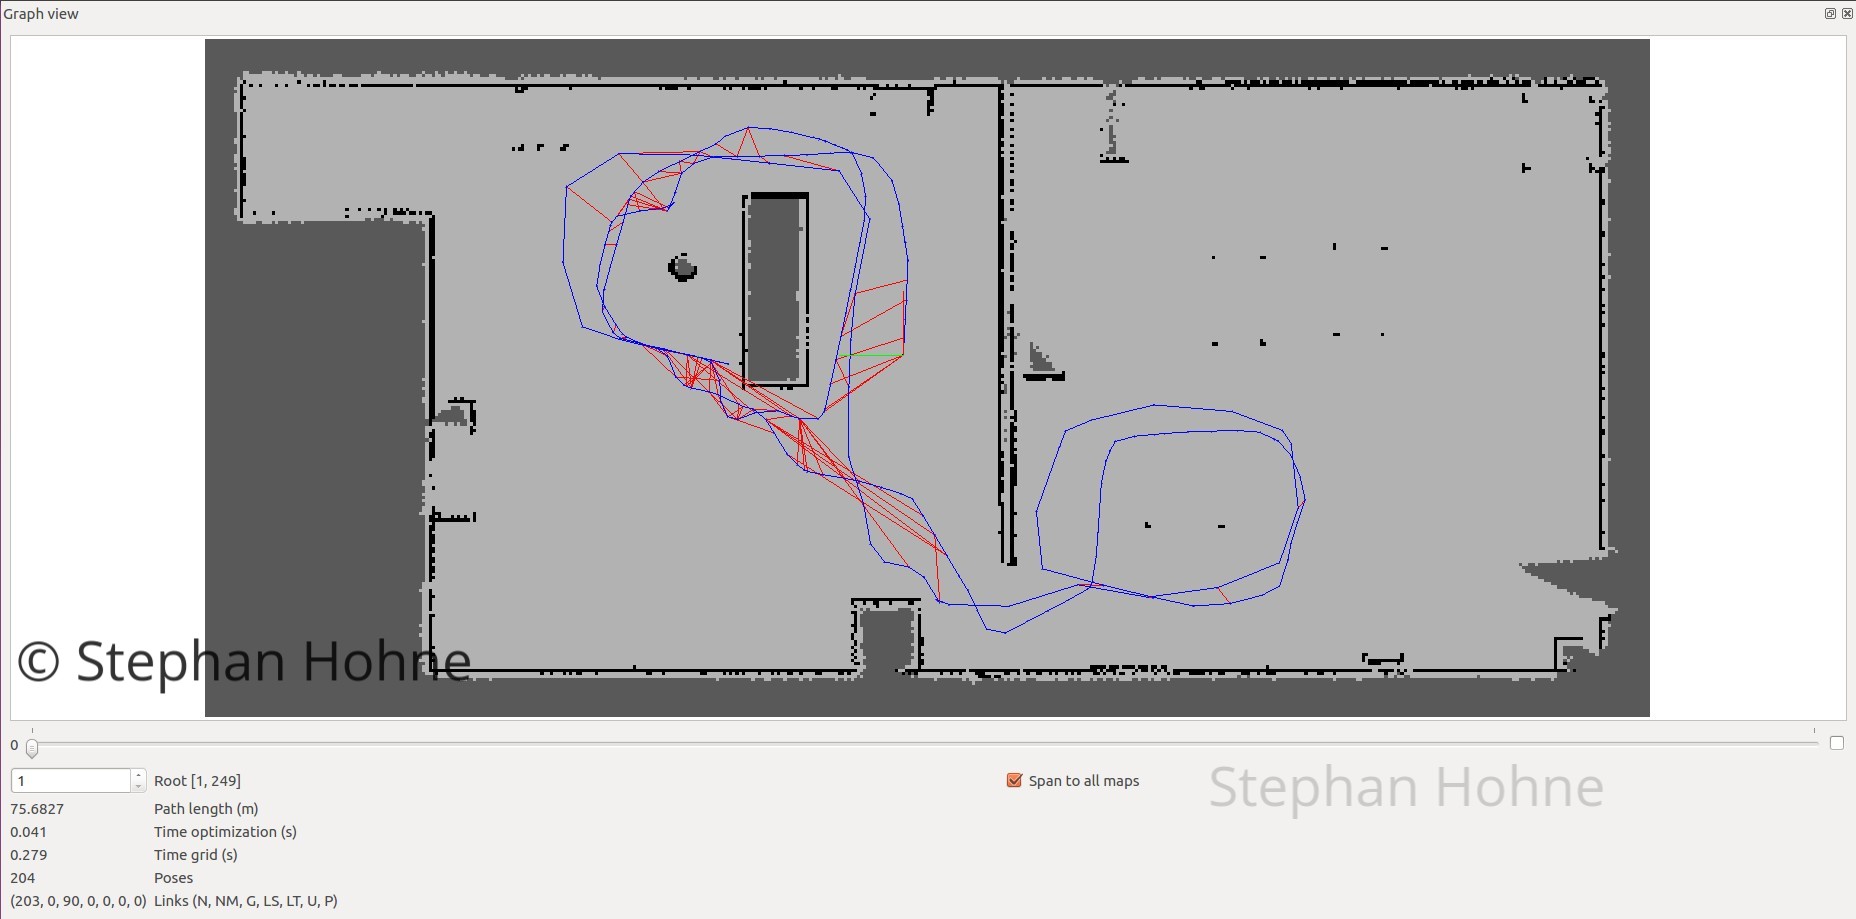 Graph view
© Stephan Hohne
0
1 Root [1, 249]
Span to all maps
Stephan Hohne
75.6827 Path length (m)
0.041 Time optimization (s)
0.279 Time grid (s)
204 Poses
(203, 0, 90, 0, 0, 0, 0) Links (N, NM, G, LS, LT, U, P)